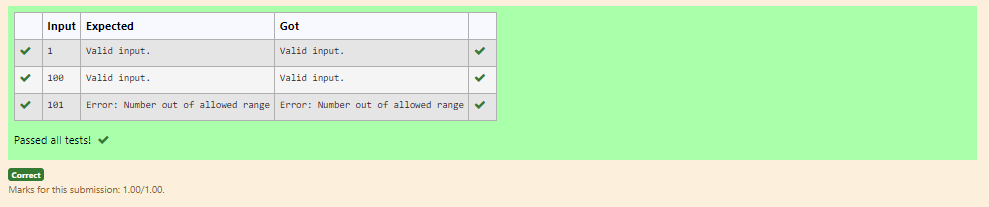 Input Expected Got
1 Valid input. Valid input.
100 Valid input. Valid input.
101 Error: Number out of allowed range Error: Number out of allowed range
Passed all tests!
Correct
Marks for this submission: 1.00/1.00.